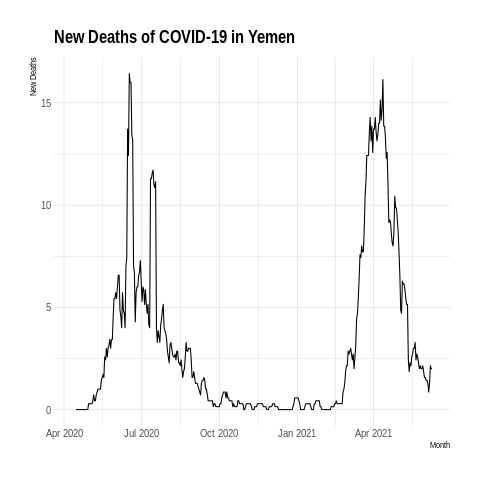 New Deaths of COVID-19 in Yemen
New Deaths
15
10
5
0
Apr 2020 Jul 2020 Oct 2020 Jan 2021 Apr 2021
Month